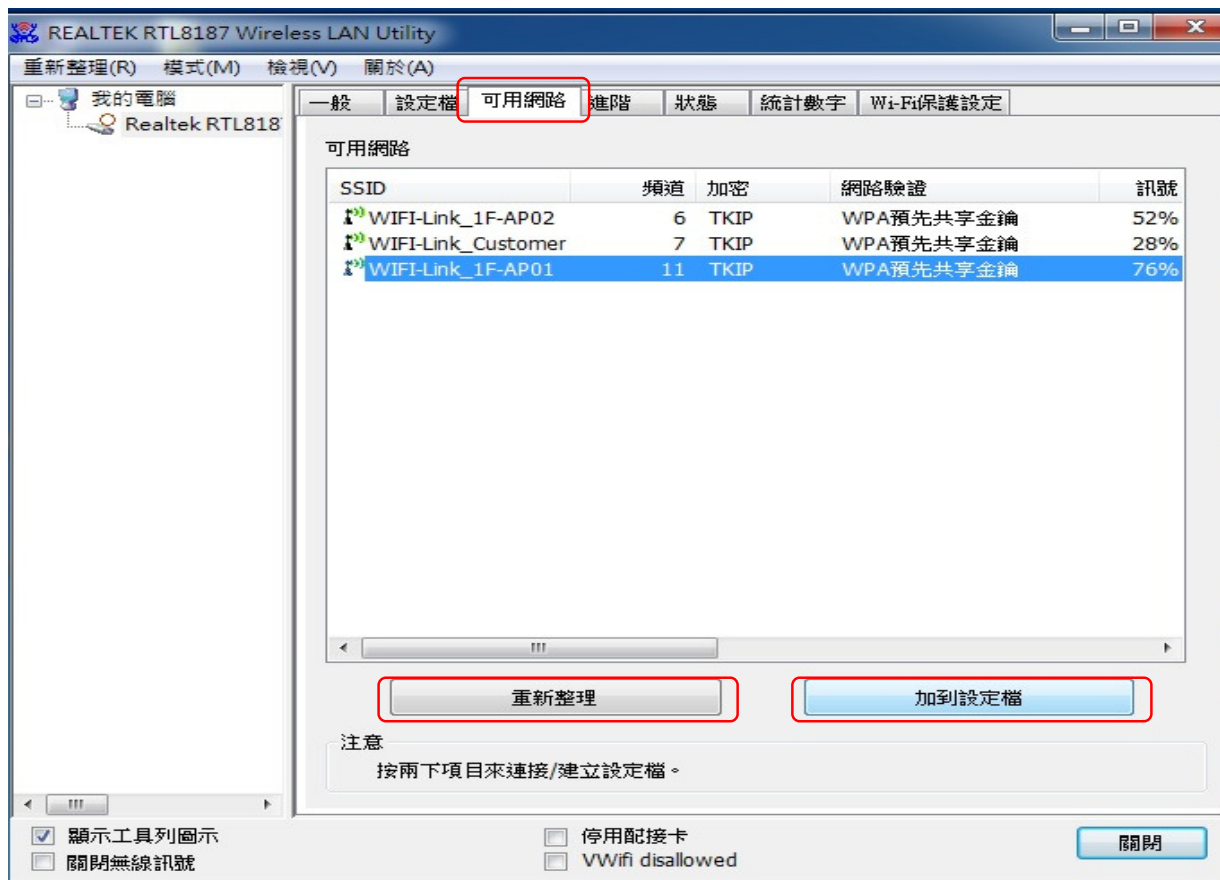 REALTEK RTL8187 Wireless LAN Utility
重新整理(R) 模式(M) 檢視(V) 關於(A)
我的電腦
Realtek RTL818
一般 設定檔 可用網路 進階 狀態 統計數字 Wi-Fi保護設定
可用網路
SSID 頻道 加密 網路驗證 訊號
WIFI-Link_1F-AP02 6 TKIP WPA預先共享金鑰 52%
WIFI-Link_Customer 7 TKIP WPA預先共享金鑰 28%
WIFI-Link_1F-AP01 11 TKIP WPA預先共享金鑰 76%
重新整理 加到設定檔
注意
按兩下項目來連接/建立設定檔。
顯示工具列圖示 停用配接卡 關閉
關閉無線訊號 VWifi disallowed